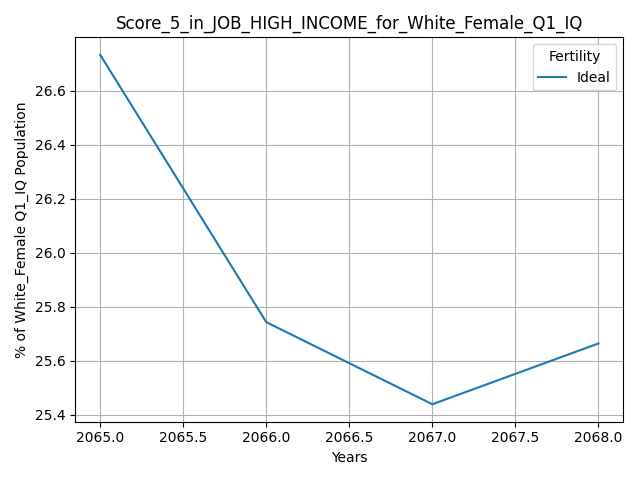 Score_5_in_JOB_HIGH_INCOME_for_White_Female_Q1_IQ
Fertility
Ideal
% of White_Female Q1_IQ Population
26.6
26.4
26.2
26.0
25.8
25.6
25.4
2065.0 2065.5 2066.0 2066.5 2067.0 2067.5 2068.0
Years